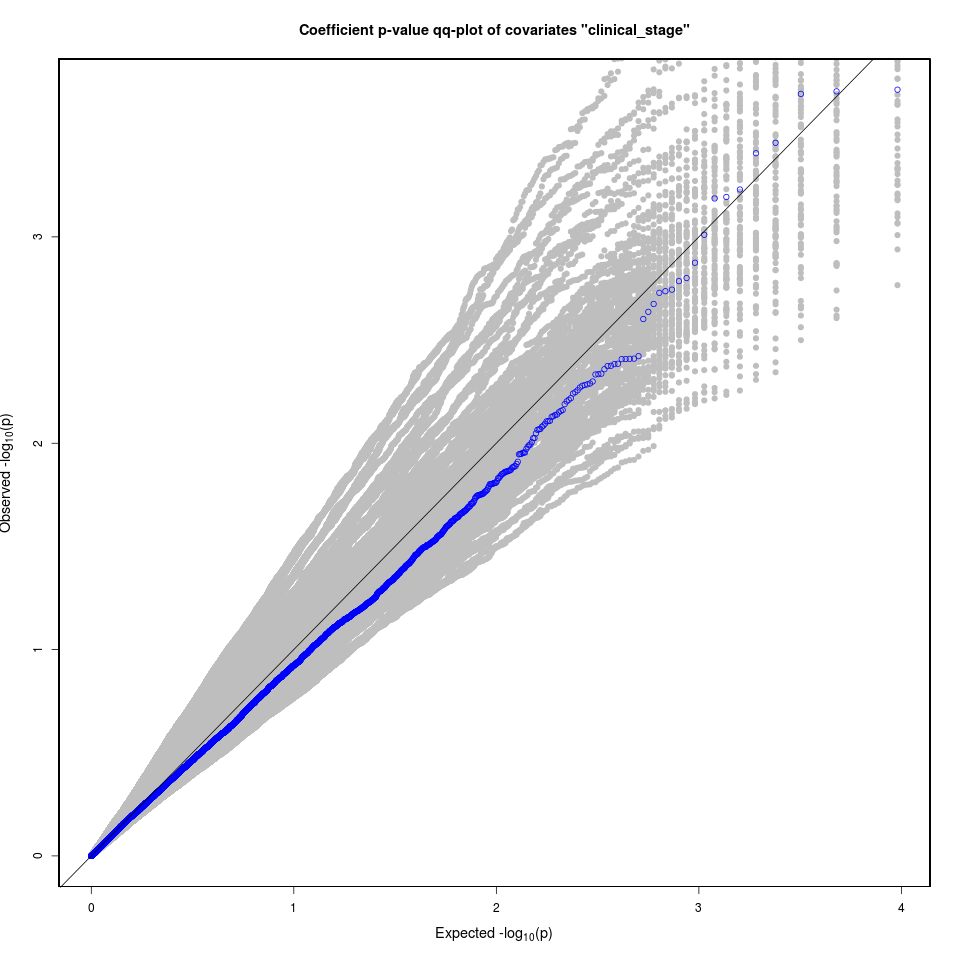 Coefficient p-value qq-plot of covariates "clinical_stage"
Observed -log10(p)
3
2
1
0
0 1 2 3 4
Expected -log10(p)